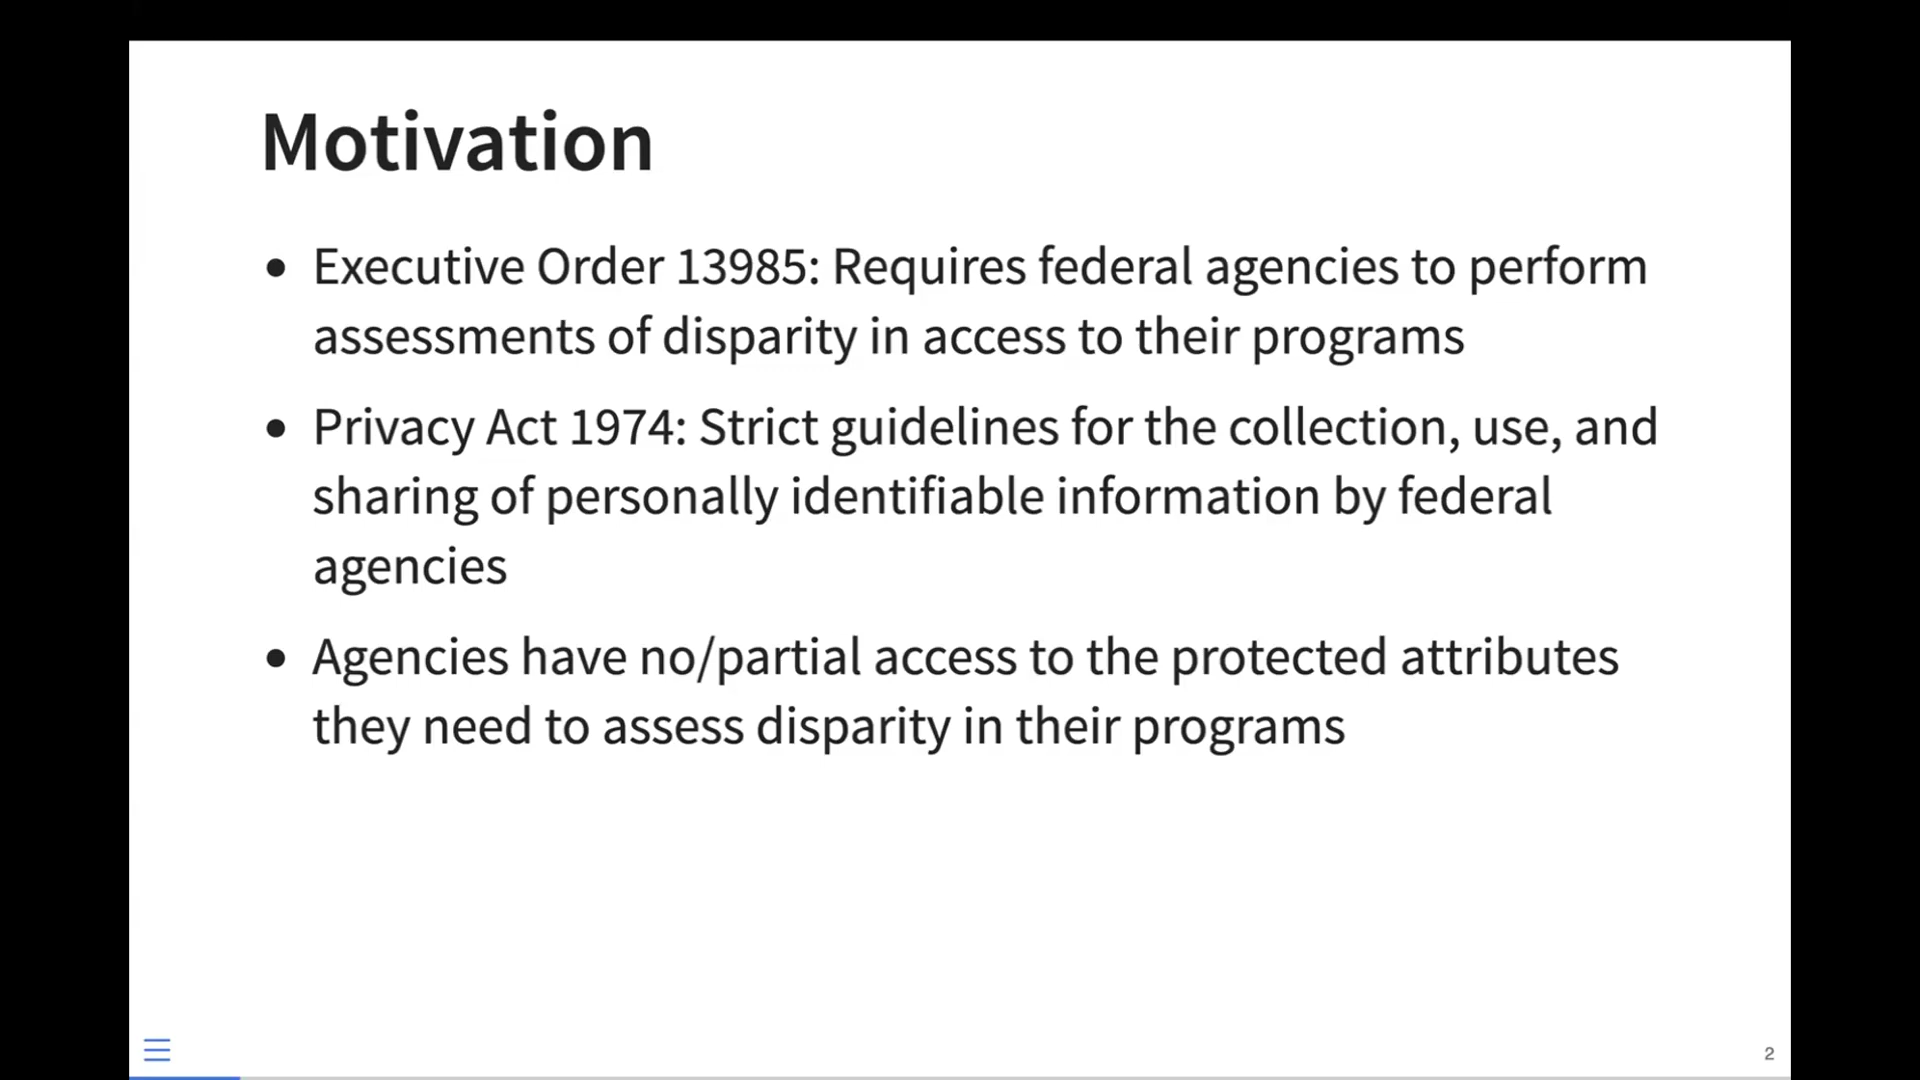 Motivation
• Executive Order 13985: Requires federal agencies to perform
assessments of disparity in access to their programs
• Privacy Act 1974: Strict guidelines for the collection, use, and
sharing of personally identifiable information by federal
agencies
• Agencies have no/partial access to the protected attributes
they need to assess disparity in their programs
2